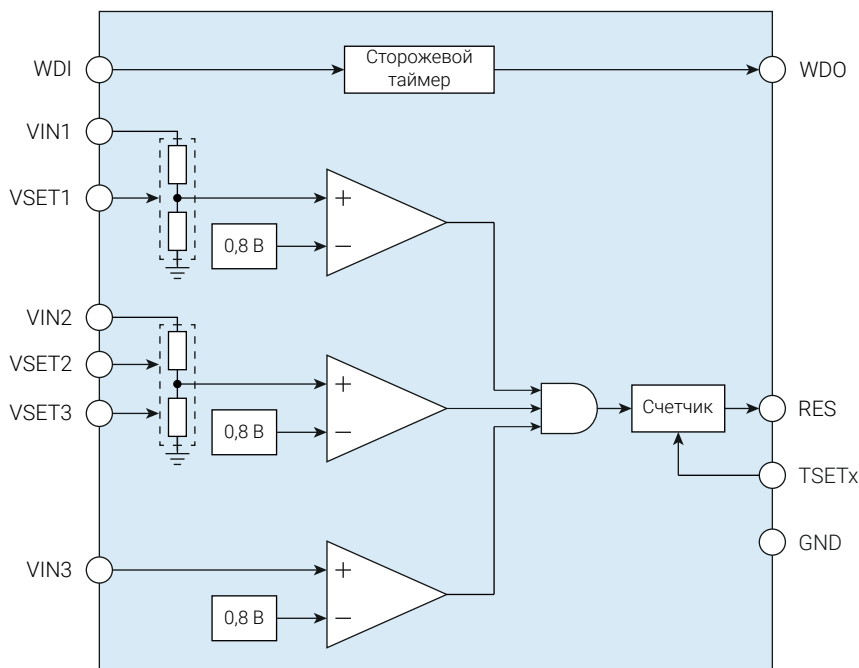 WDI
Сторожевой
таймер
WDO
VIN1
VSET1
+
0,8 В
−
VIN2
VSET2
+
VSET3
0,8 В
−
Счетчик
RES
TSETx
GND
VIN3
+
0,8 В
−